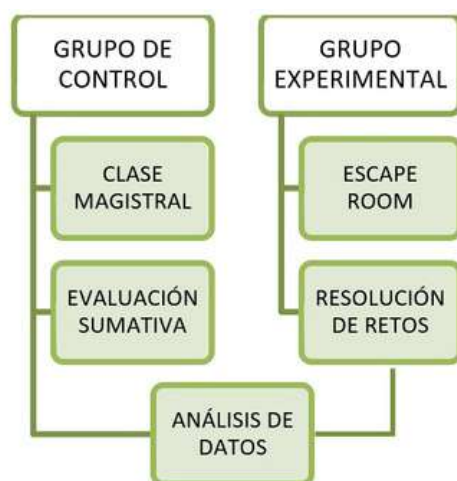 GRUPO DE
CONTROL
GRUPO
EXPERIMENTAL
CLASE
MAGISTRAL
ESCAPE
ROOM
EVALUACIÓN
SUMATIVA
RESOLUCIÓN
DE RETOS
ANÁLISIS DE
DATOS